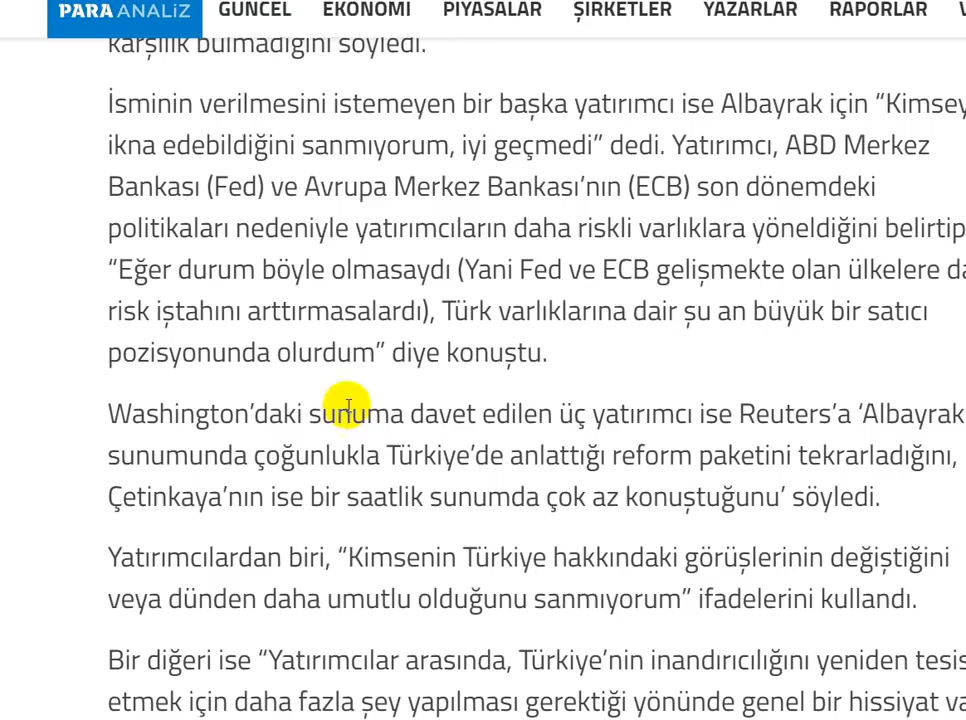 PARA ANALİZ GÜNCEL EKONOMİ PİYASALAR ŞİRKETLER YAZARLAR RAPORLAR
karşılık bulmadığını söyledi.
İsminin verilmesini istemeyen bir başka yatırımcı ise Albayrak için “Kimsey
ikna edebildiğini sanmıyorum, iyi geçmedi” dedi. Yatırımcı, ABD Merkez
Bankası (Fed) ve Avrupa Merkez Bankası’nın (ECB) son dönemdeki
politikaları nedeniyle yatırımcıların daha riskli varlıklara yöneldiğini belirtip
“Eğer durum böyle olmasaydı (Yani Fed ve ECB gelişmekte olan ülkelere da
risk iştahını arttırmasalardı), Türk varlıklarına dair şu an büyük bir satıcı
pozisyonunda olurdum” diye konuştu.
Washington’daki sunuma davet edilen üç yatırımcı ise Reuters’a ‘Albayrak
sunumunda çoğunlukla Türkiye’de anlattığı reform paketini tekrarladığını,
Çetinkaya’nın ise bir saatlik sunumda çok az konuştuğunu’ söyledi.
Yatırımcılardan biri, “Kimsenin Türkiye hakkındaki görüşlerinin değiştiğini
veya dünden daha umutlu olduğunu sanmıyorum” ifadelerini kullandı.
Bir diğeri ise “Yatırımcılar arasında, Türkiye’nin inandırıcılığını yeniden tesis
etmek için daha fazla şey yapılması gerektiği yönünde genel bir hissiyat va